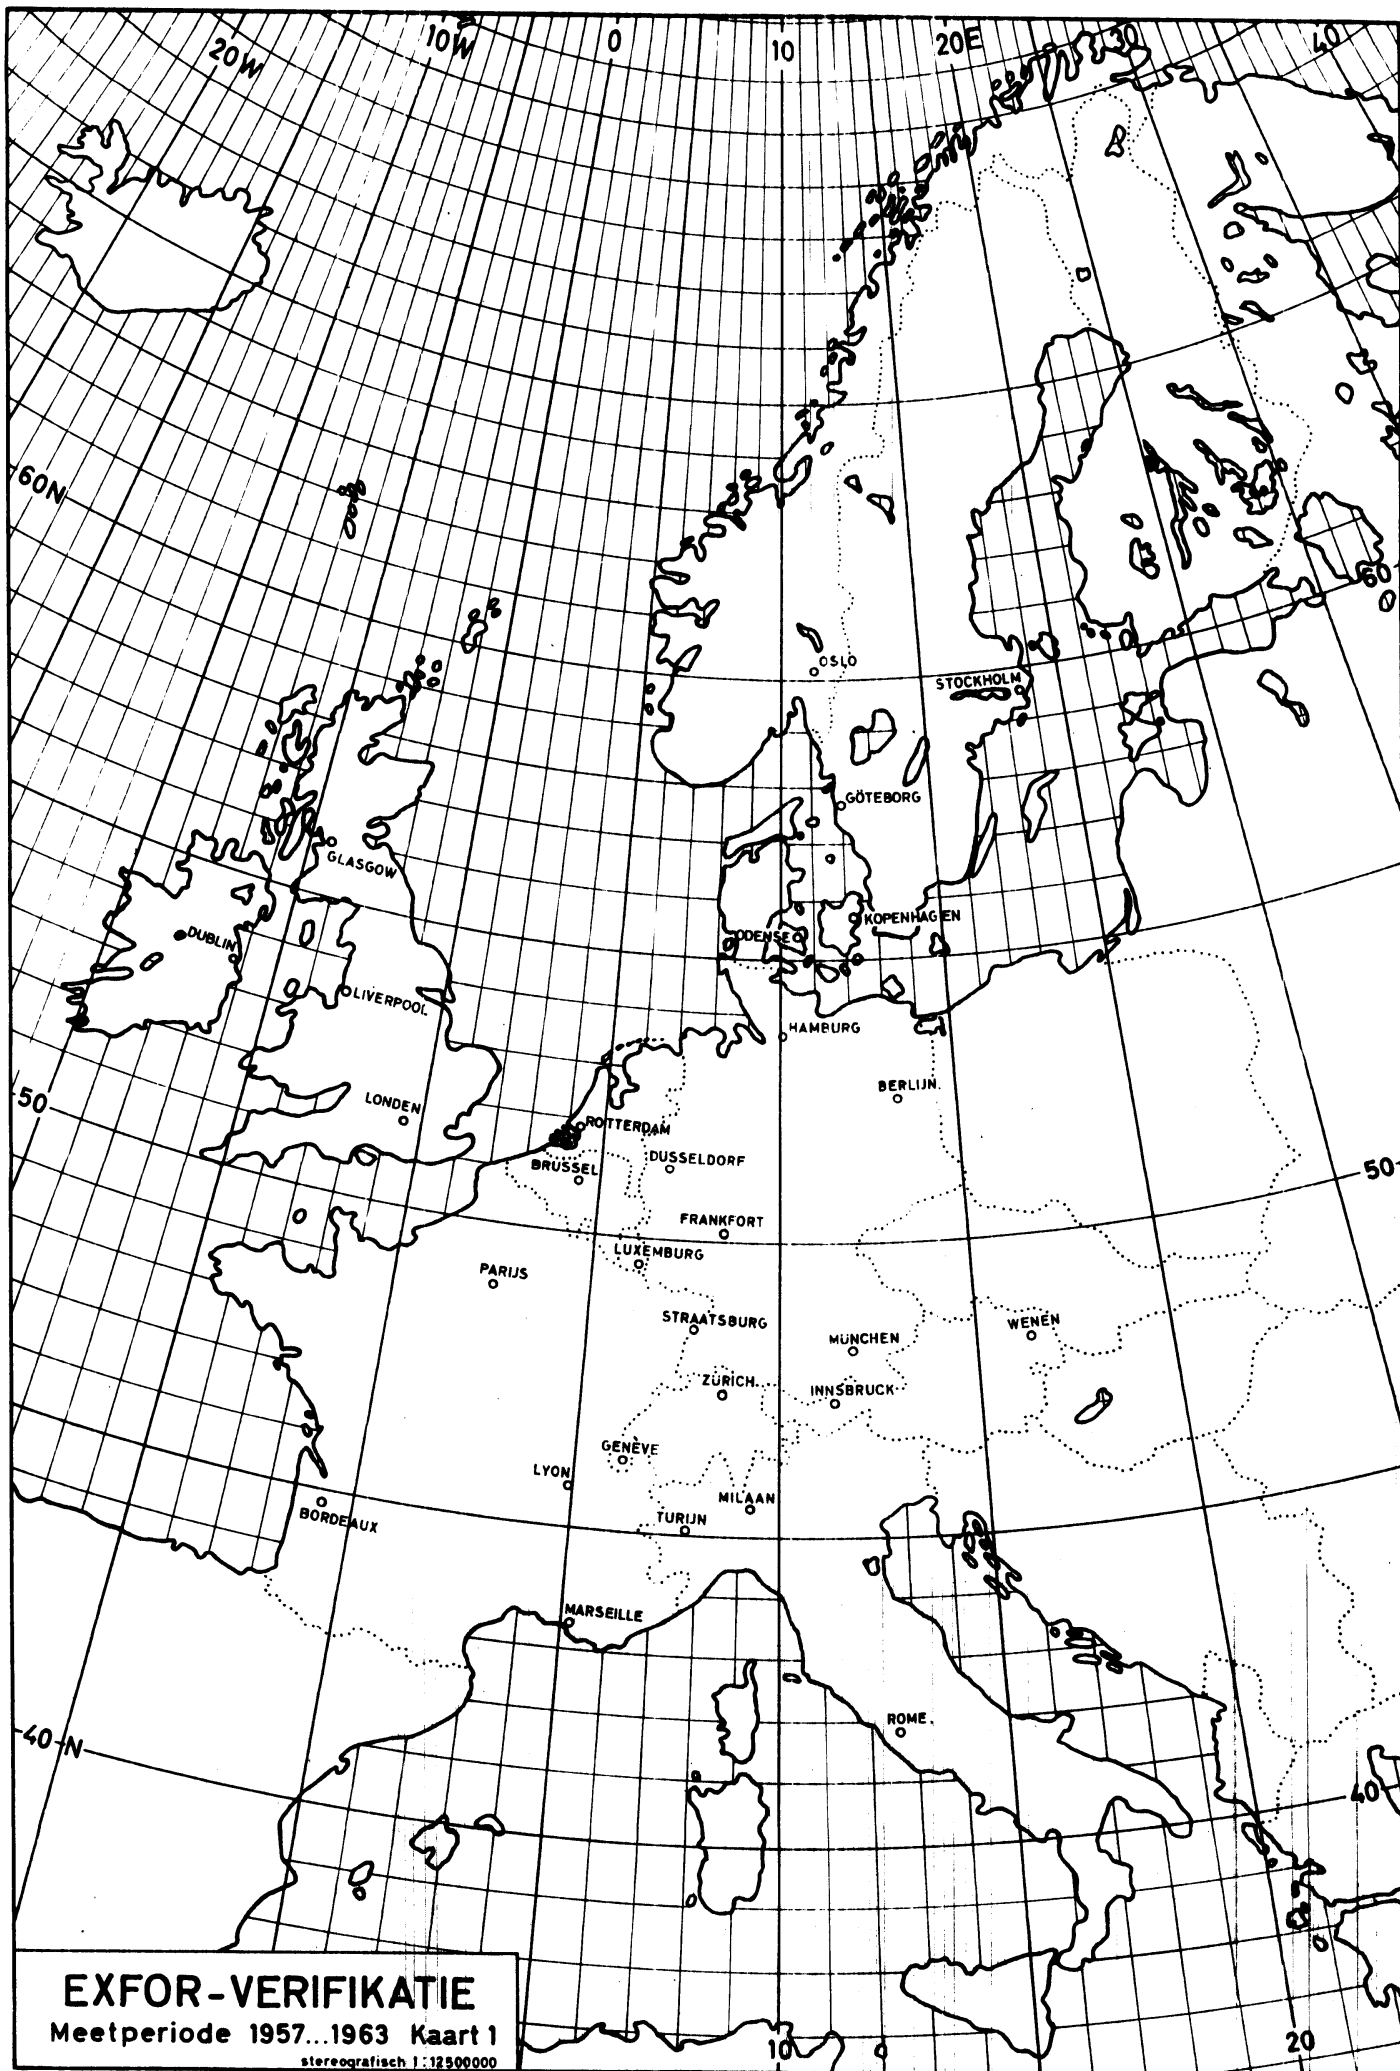 20W
10W
0
10
20E
30
40
60N
60
OSLO
STOCKHOLM
GÖTEBORG
GLASGOW
KOPENHAGEN
DUBLIN
ODENSE
LIVERPOOL
HAMBURG
50
BERLIJN
LONDEN
ROTTERDAM
BRUSSEL
DUSSELDORF
50
FRANKFORT
LUXEMBURG
PARIJS
STRAATSBURG
WENEN
MÜNCHEN
ZÜRICH
INNSBRUCK
GENÈVE
LYON
MILAAN
BORDEAUX
TURIJN
MARSEILLE
ROME
40-N
40
EXFOR-VERIFIKATIE
Meetperiode 1957...1963 Kaart 1
stereografisch 1:12500000
10
20